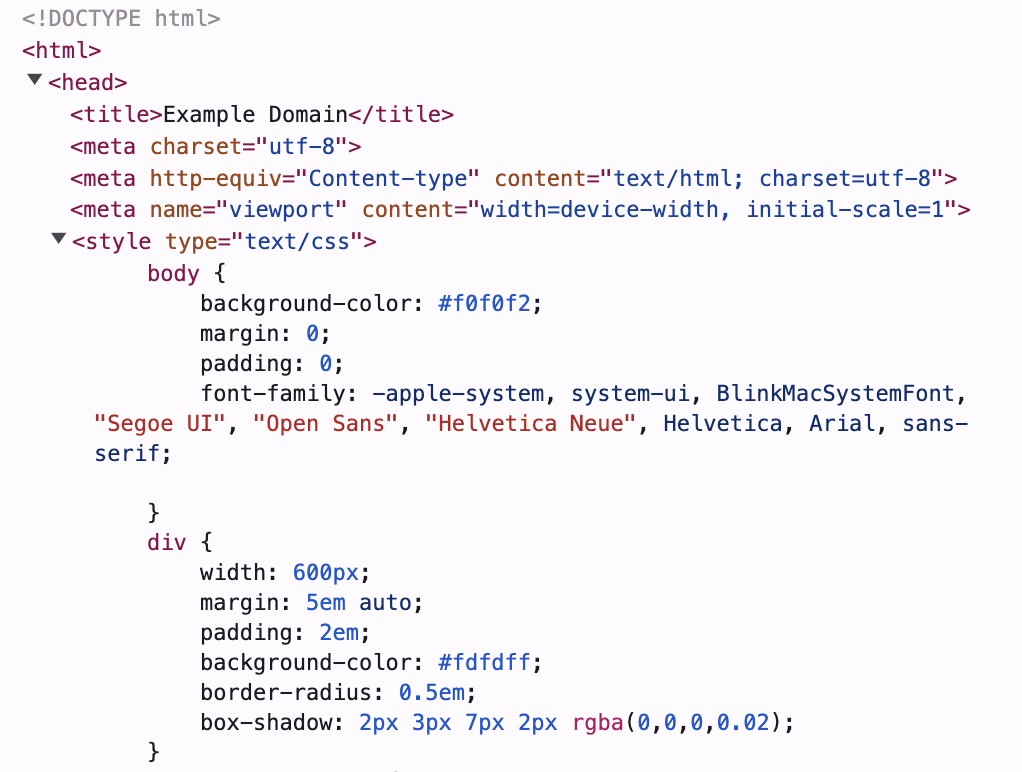 <!DOCTYPE html>
<html>
<head>
<title>Example Domain</title>
<meta charset="utf-8">
<meta http-equiv="Content-type" content="text/html; charset=utf-8">
<meta name="viewport" content="width=device-width, initial-scale=1">
<style type="text/css">
body {
background-color: #f0f0f2;
margin: 0;
padding: 0;
font-family: -apple-system, system-ui, BlinkMacSystemFont,
"Segoe UI", "Open Sans", "Helvetica Neue", Helvetica, Arial, sans-
serif;
}
div {
width: 600px;
margin: 5em auto;
padding: 2em;
background-color: #fdfdff;
border-radius: 0.5em;
box-shadow: 2px 3px 7px 2px rgba(0,0,0,0.02);
}